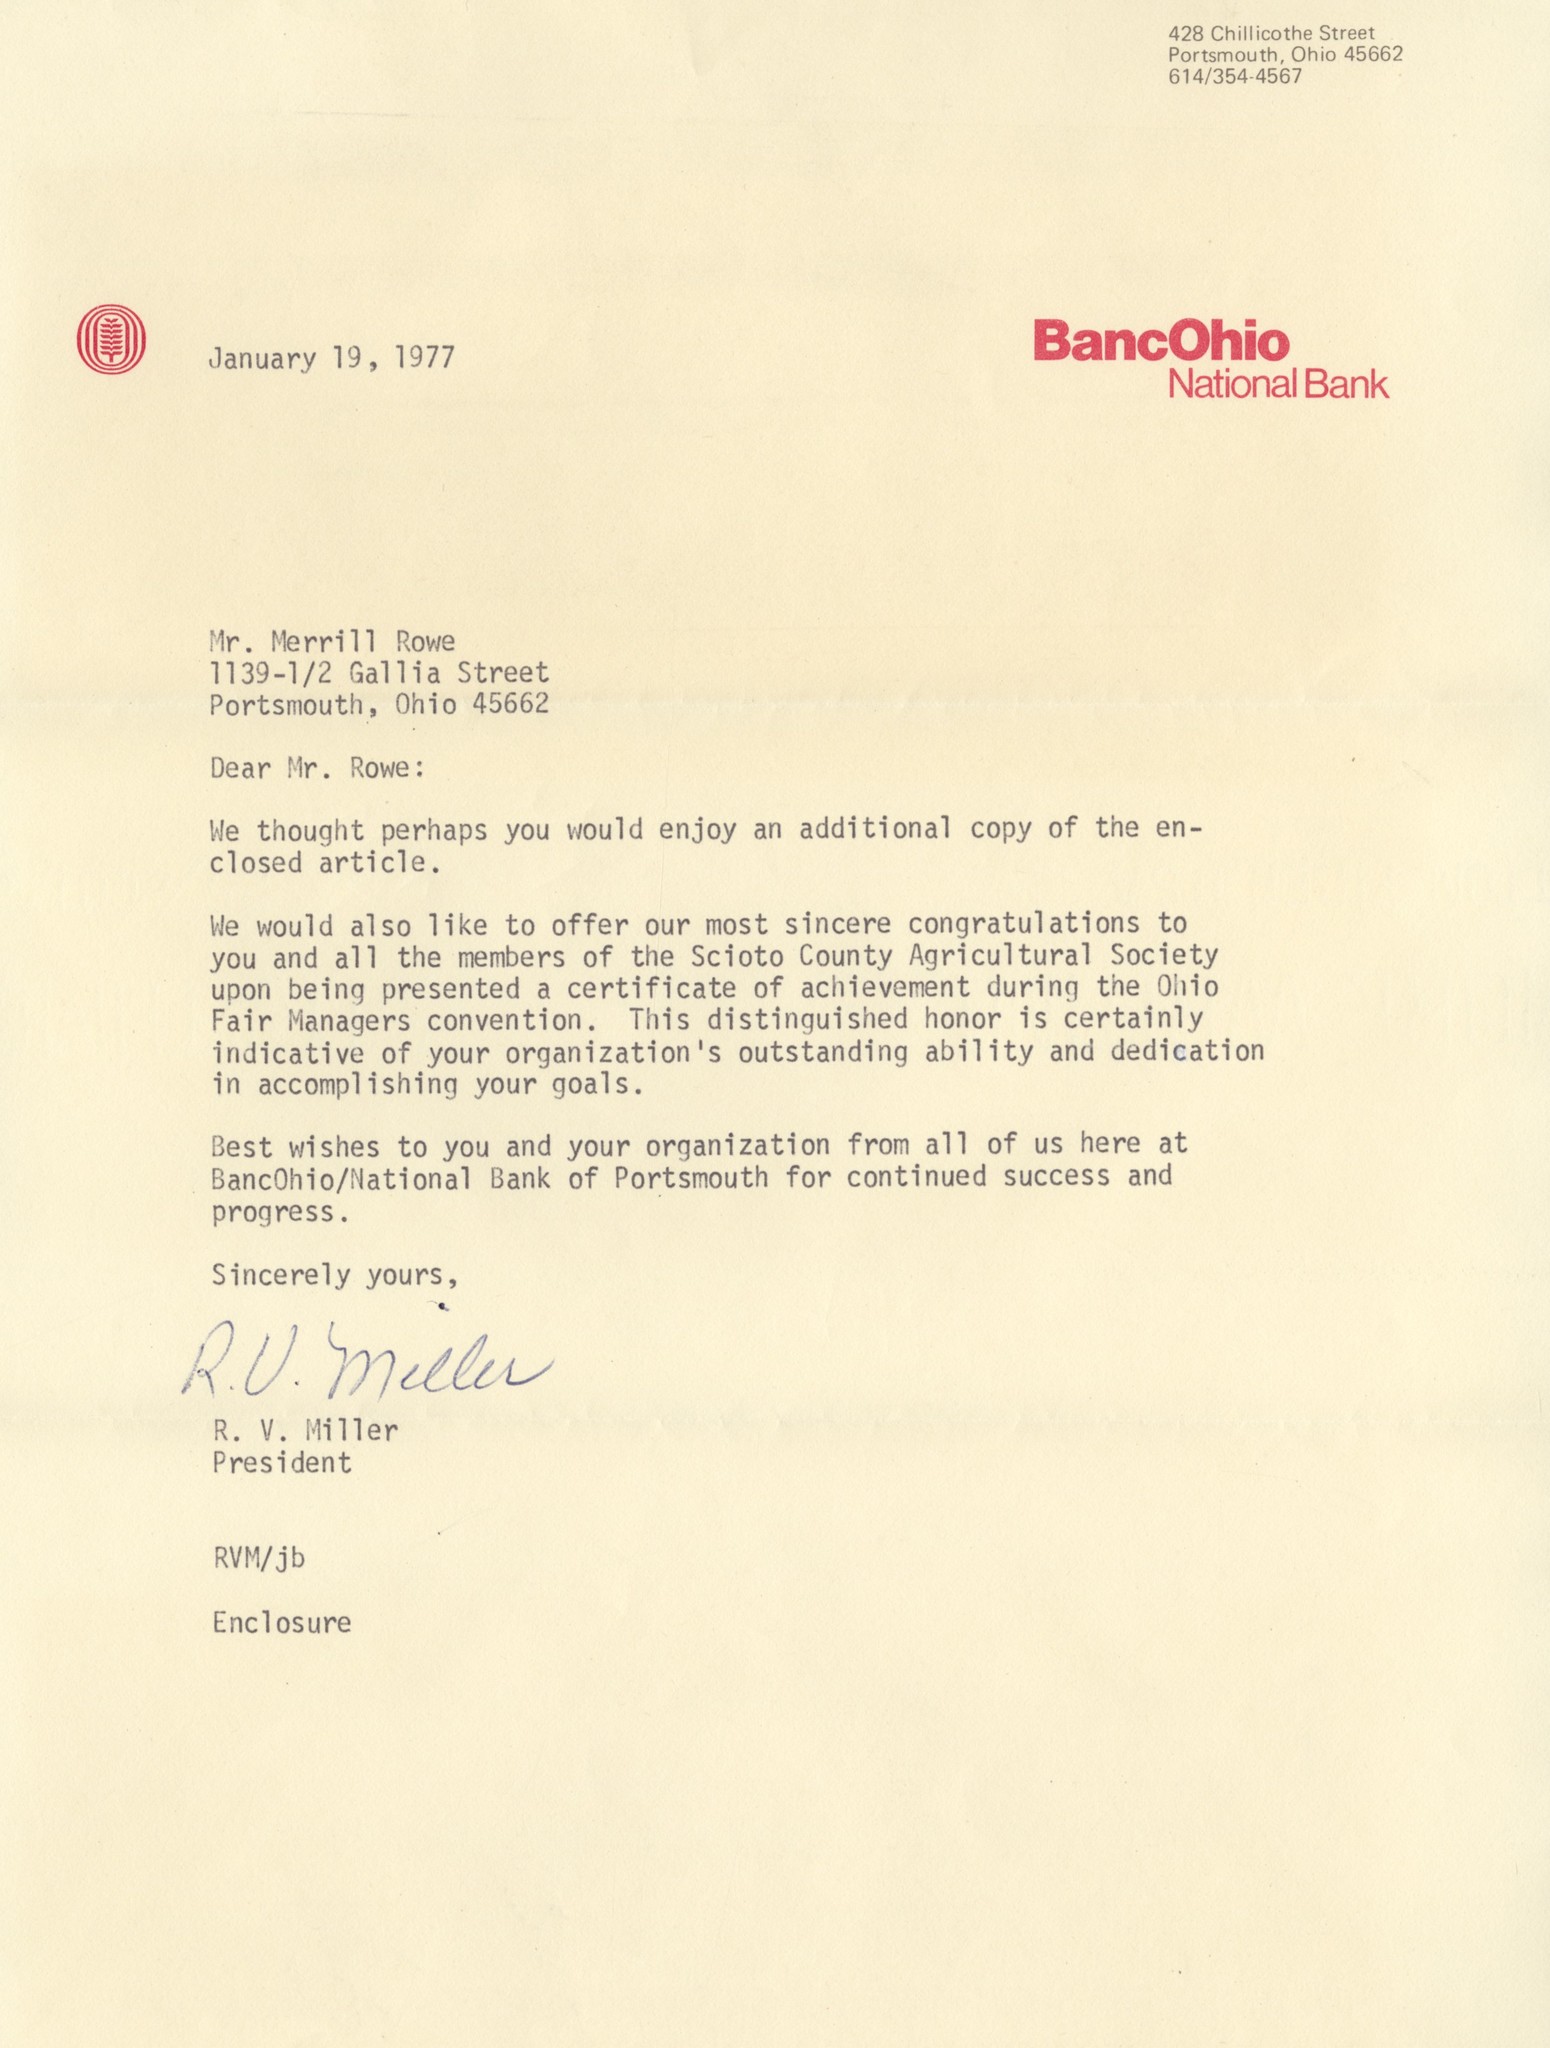 428 Chillicothe Street
Portsmouth, Ohio 45662
614/354-4567
January 19, 1977
BancOhio
National Bank
Mr. Merrill Rowe
1139-1/2 Gallia Street
Portsmouth, Ohio 45662
Dear Mr. Rowe:
We thought perhaps you would enjoy an additional copy of the en-
closed article.
We would also like to offer our most sincere congratulations to
you and all the members of the Scioto County Agricultural Society
upon being presented a certificate of achievement during the Ohio
Fair Managers convention.  This distinguished honor is certainly
indicative of your organization's outstanding ability and dedication
in accomplishing your goals.
Best wishes to you and your organization from all of us here at
BancOhio/National Bank of Portsmouth for continued success and
progress.
Sincerely yours,
R.V. Miller
R. V. Miller
President
RVM/jb
Enclosure